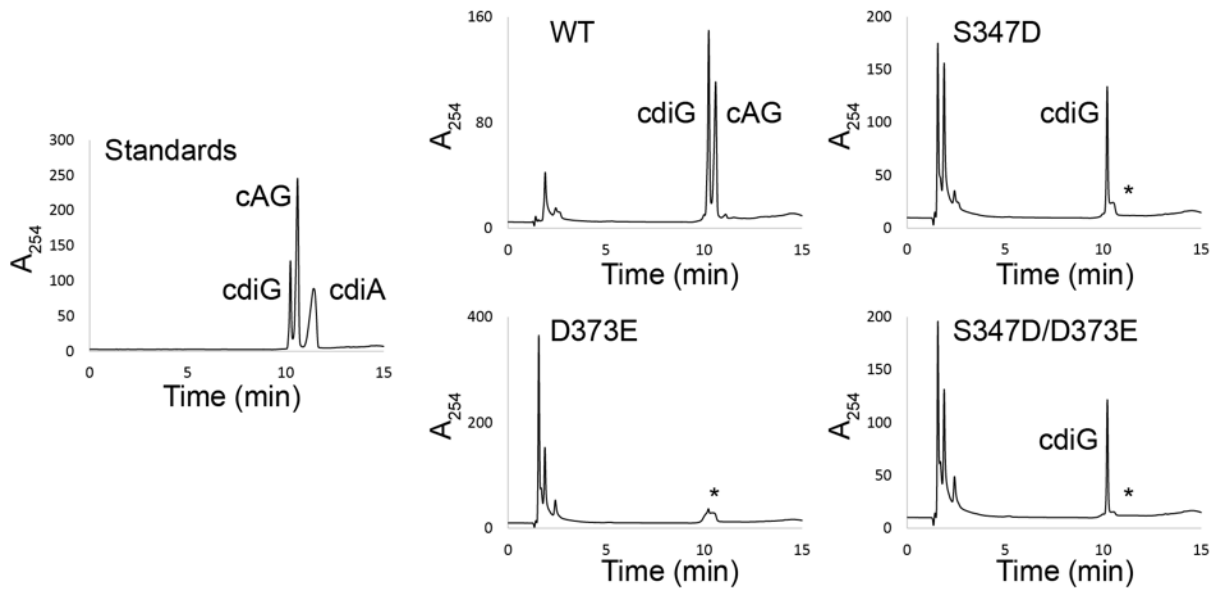 Standards
300
250
200
150
100
50
0
A254
cAG
cdiG
cdiA
0 5 10 15
Time (min)
WT
160
80
0
A254
cdiG cAG
0 5 10 15
Time (min)
S347D
200
150
100
50
0
A254
cdiG
*
0 5 10 15
Time (min)
D373E
400
200
0
A254
*
0 5 10 15
Time (min)
S347D/D373E
200
150
100
50
0
A254
cdiG
*
0 5 10 15
Time (min)